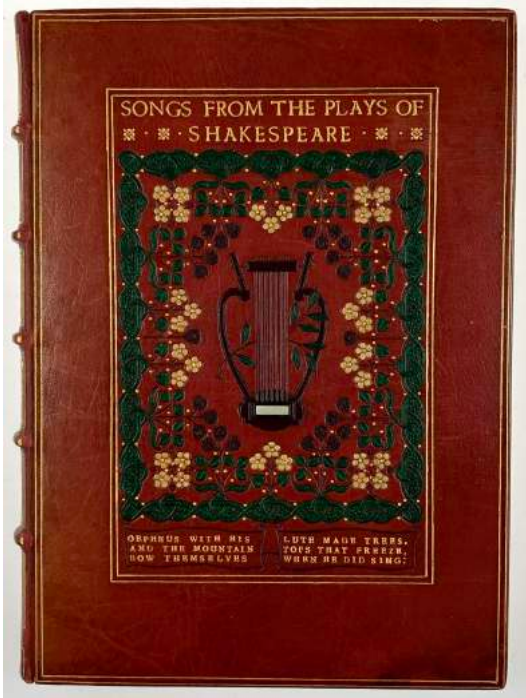 SONGS FROM THE PLAYS OF
SHAKESPEARE
ORPHEUS WITH HIS LUTE MADE TREES,
AND THE MOUNTAIN TOPS THAT FREEZE,
BOW THEMSELVES WHEN HE DID SING: